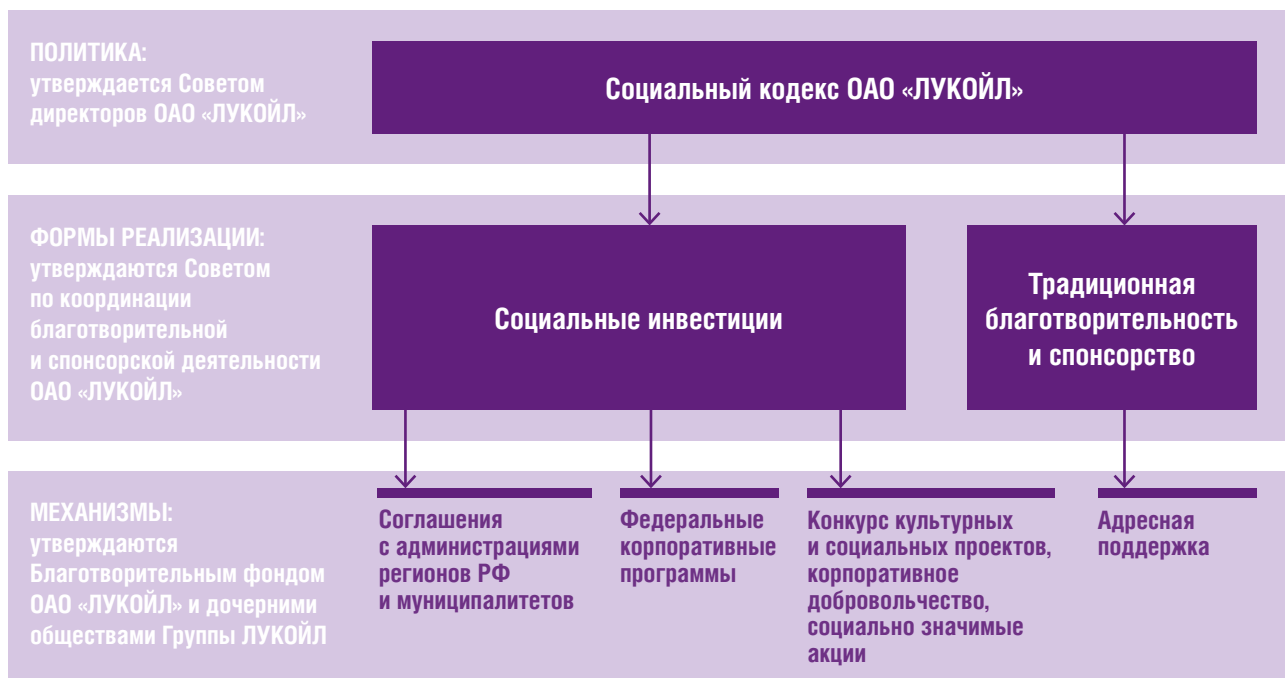 ПОЛИТИКА:
утверждается Советом
директоров ОАО «ЛУКОЙЛ»
Социальный кодекс ОАО «ЛУКОЙЛ»
ФОРМЫ РЕАЛИЗАЦИИ:
утверждаются Советом
по координации
благотворительной
и спонсорской деятельности
ОАО «ЛУКОЙЛ»
Социальные инвестиции
Традиционная
благотворительность
и спонсорство
МЕХАНИЗМЫ:
утверждаются
Благотворительным фондом
ОАО «ЛУКОЙЛ» и дочерними
обществами Группы ЛУКОЙЛ
Соглашения
с администрациями
регионов РФ
и муниципалитетов
Федеральные
корпоративные
программы
Конкурс культурных
и социальных проектов,
корпоративное
добровольчество,
социально значимые
акции
Адресная
поддержка